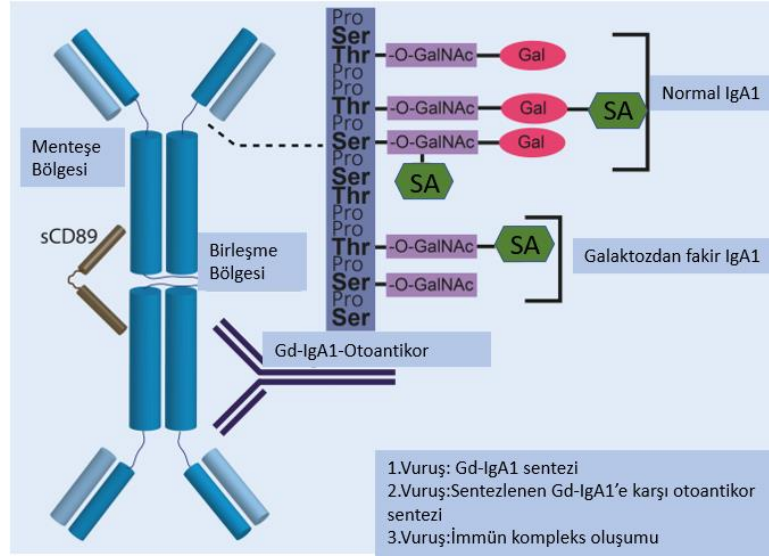 Pro
Ser
Thr -O-GalNAc Gal
Pro
Pro
Thr -O-GalNAc Gal SA
Pro
Ser -O-GalNAc Gal
Pro
Ser SA
Thr
Pro
Pro
Thr -O-GalNAc SA
Pro
Ser -O-GalNAc
Pro
Ser
Normal IgA1
Galaktozdan fakir IgA1
Menteşe
Bölgesi
sCD89
Birleşme
Bölgesi
Gd-IgA1-Otoantikor
1.Vuruş: Gd-IgA1 sentezi
2.Vuruş:Sentezlenen Gd-IgA1’e karşı otoantikor
sentezi
3.Vuruş:İmmün kompleks oluşumu